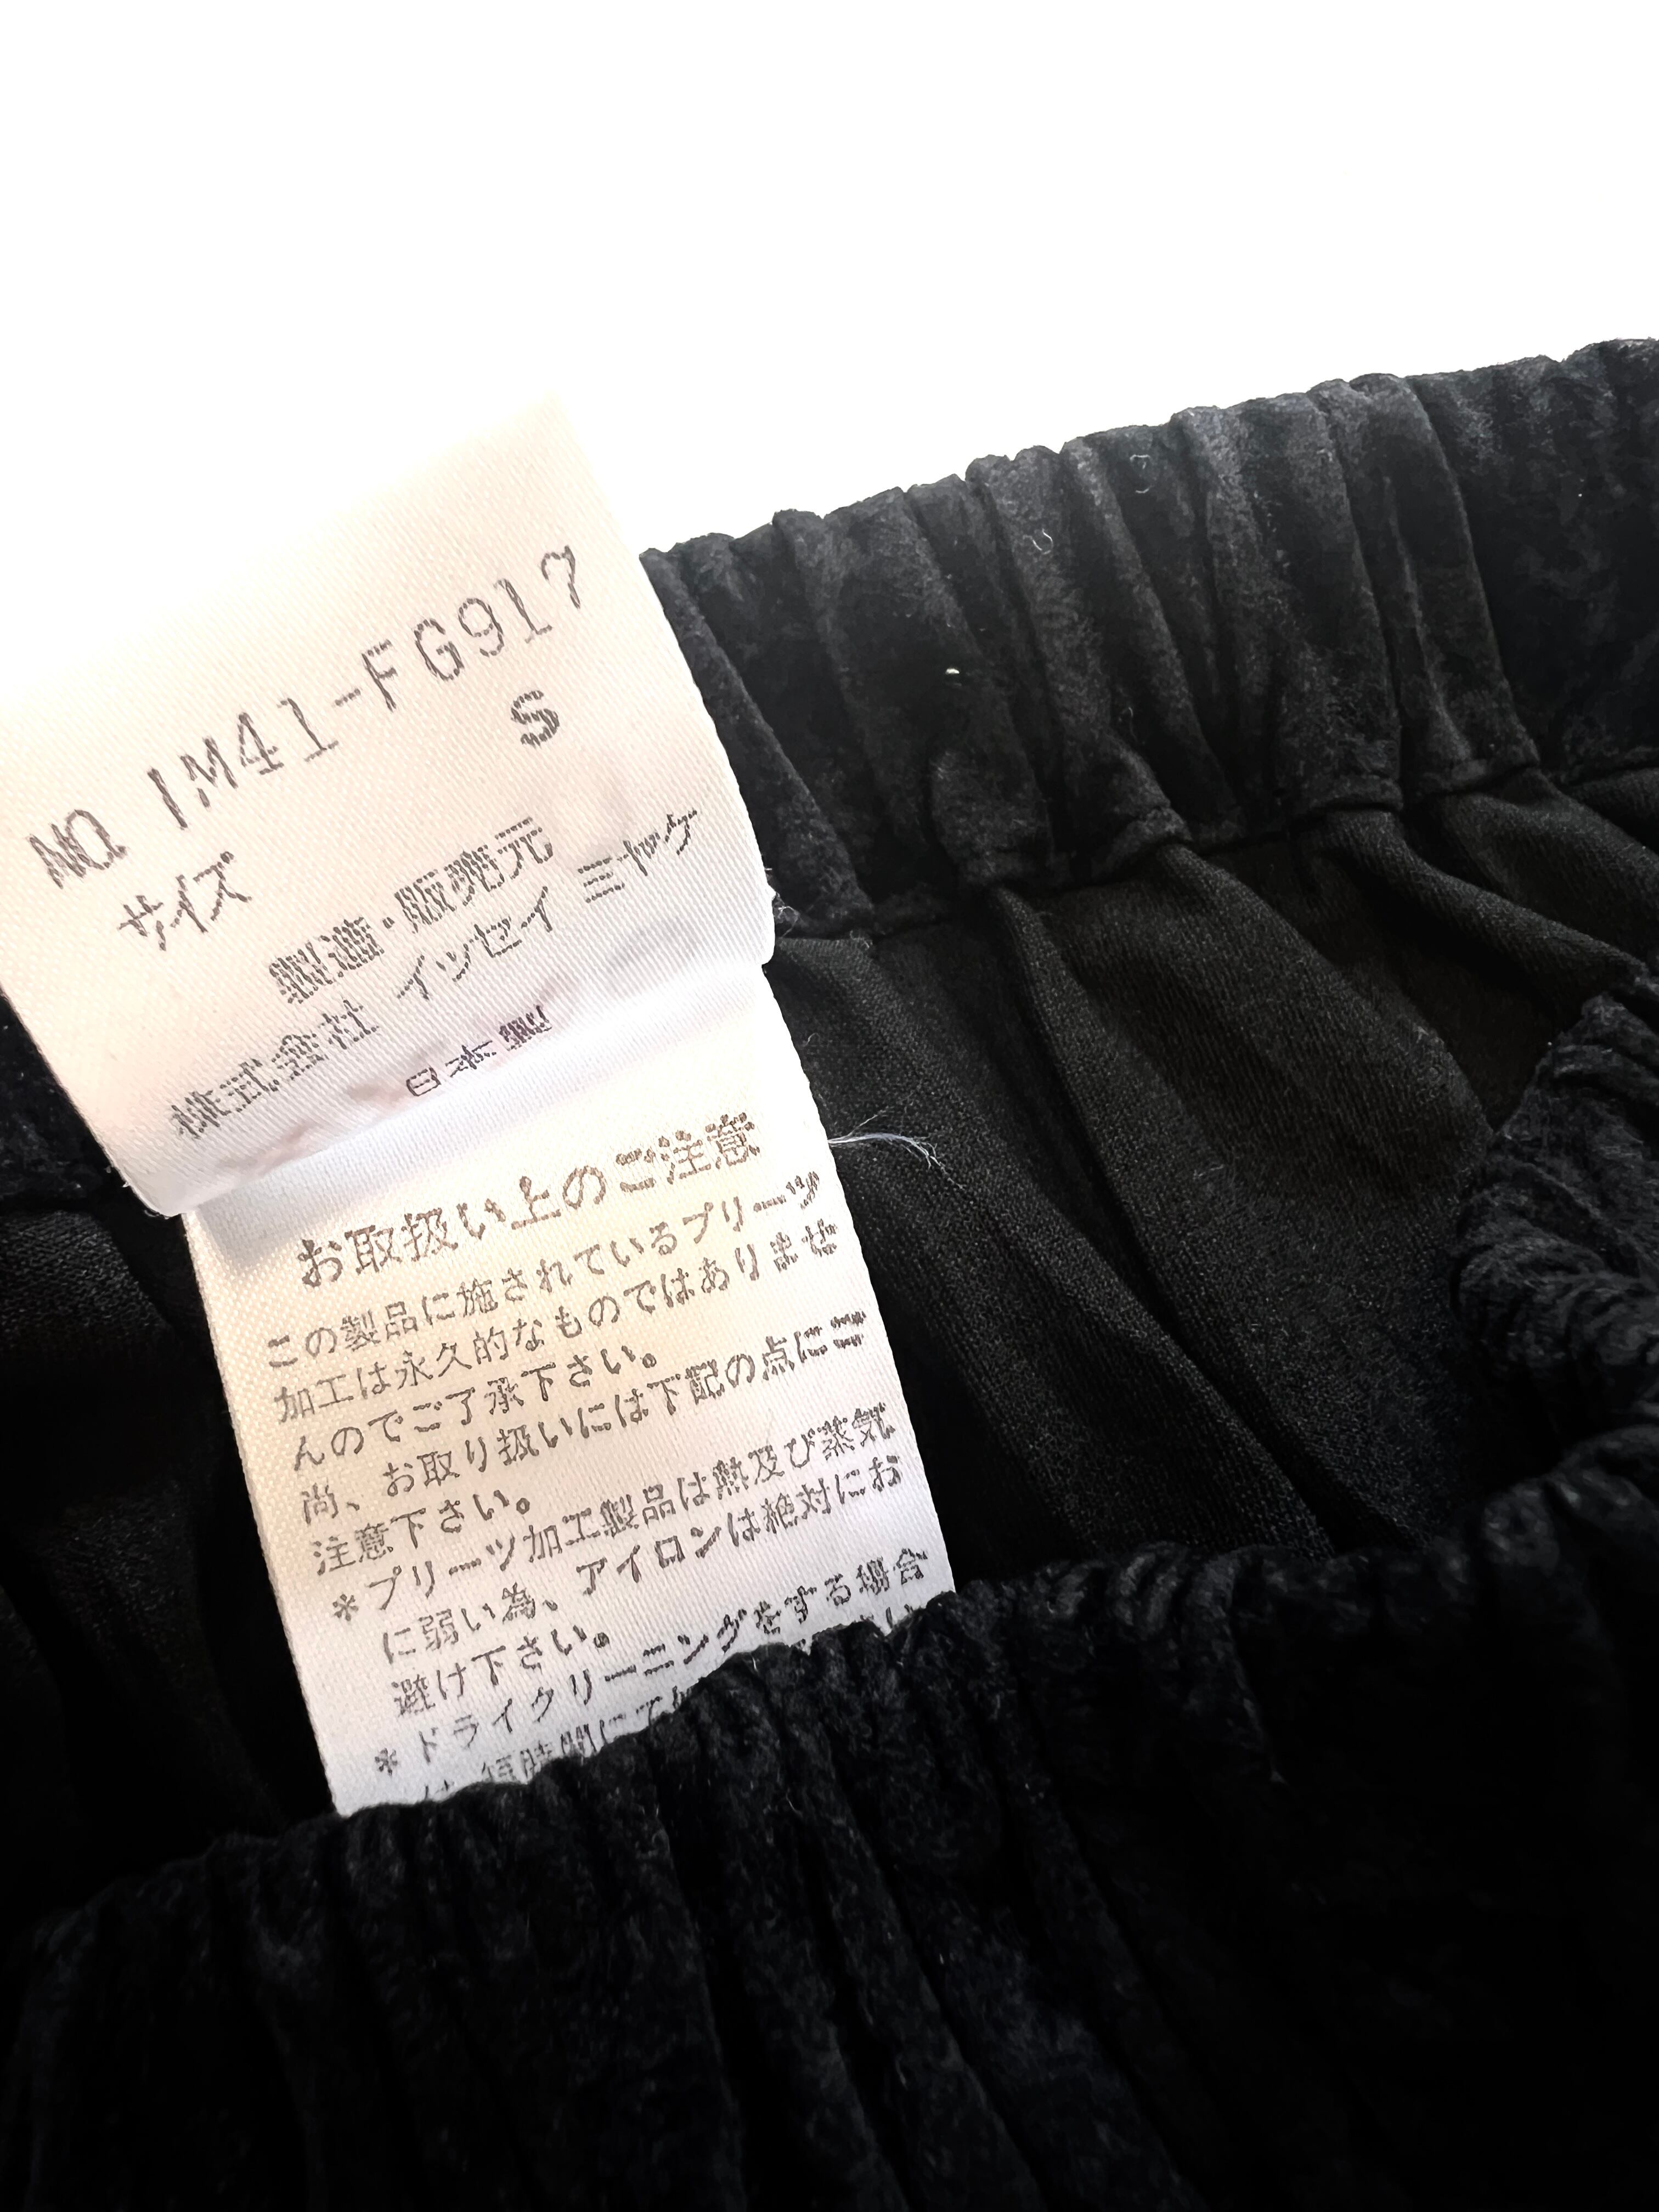 NO IM41-FG917
サイズ S
製造・販売元
株式会社 イッセイ ミヤケ
日本製
お取扱い上のご注意
この製品に施されているプリーツ
加工は永久的なものではありませ
んのでご了承下さい。
尚、お取り扱いには下記の点にご
注意下さい。
*プリーツ加工製品は熱及び蒸気
に弱い為、アイロンは絶対にお
避け下さい。
*ドライクリーニングをする場合
は、短時間にて